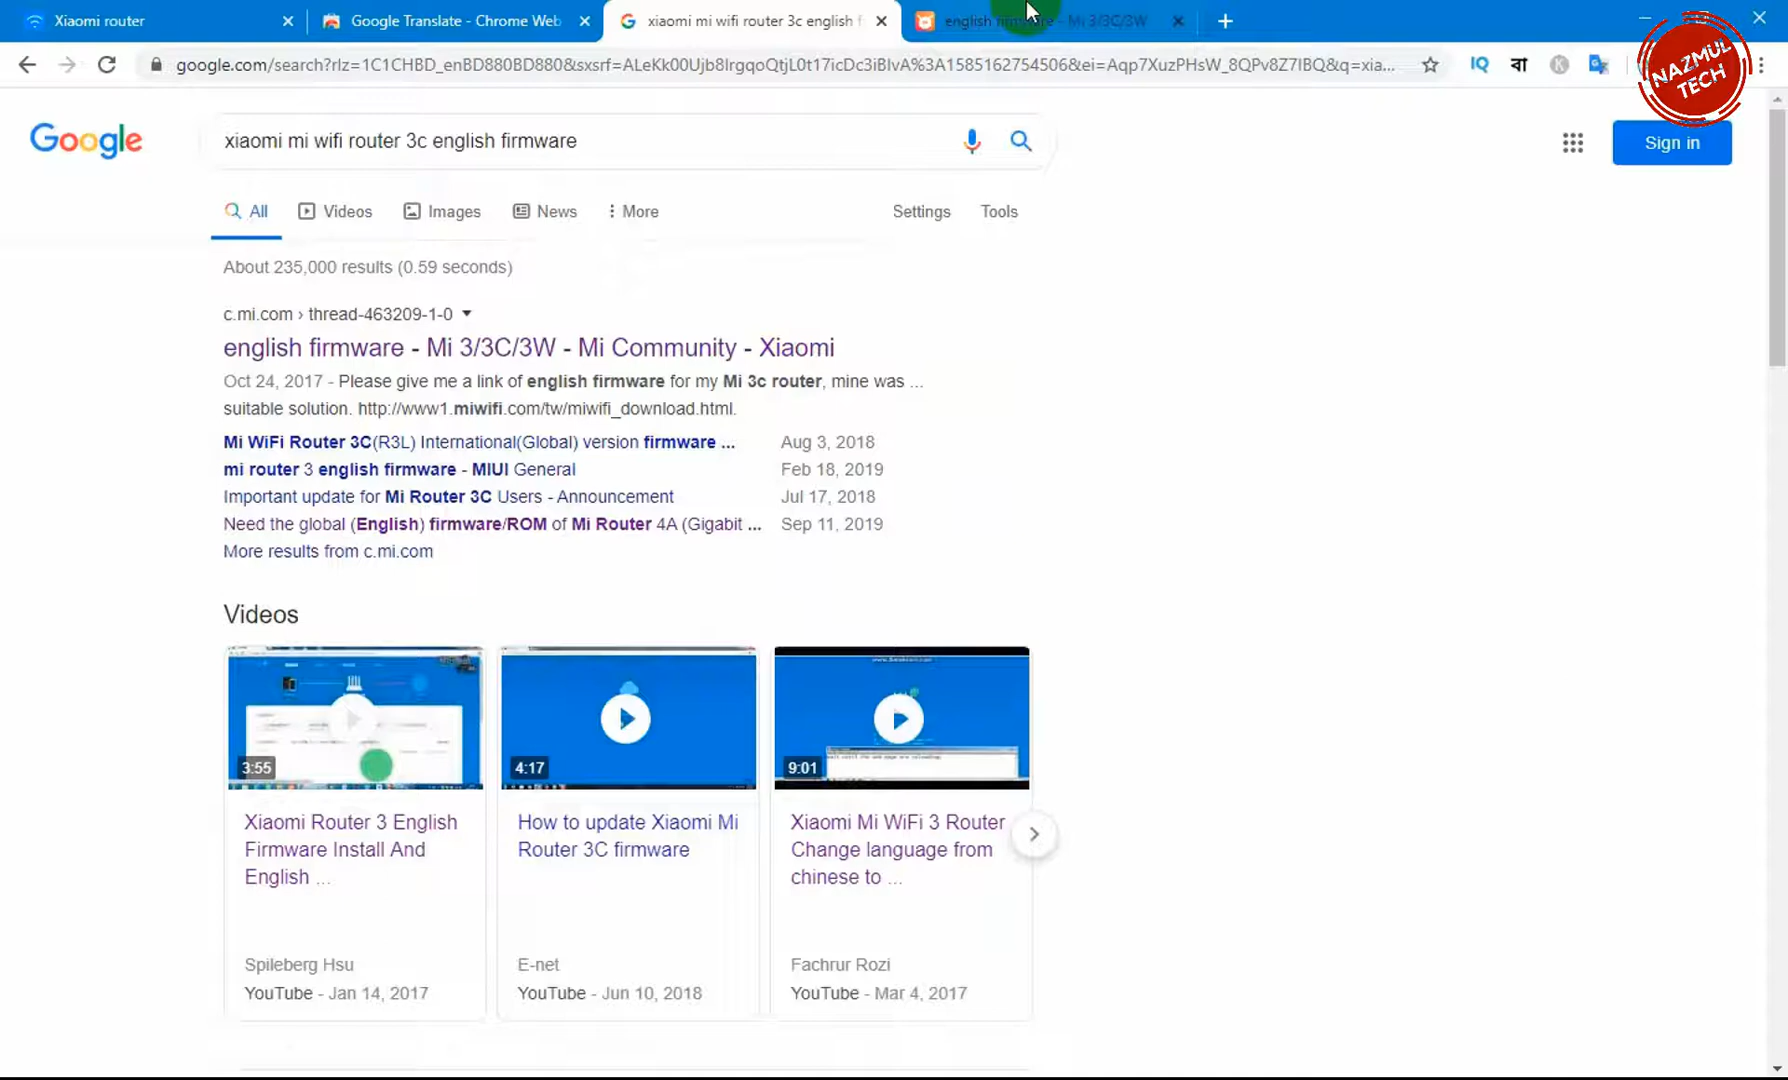 Xiaomi router
Google Translate - Chrome Web
xiaomi mi wifi router 3c english f
english firmware - Mi 3/3C/3W
google.com/search?rlz=1C1CHBD_enBD880BD880&sxsrf=
IQ বা K
NAZMUL
TECH
Google
xiaomi mi wifi router 3c english firmware
Sign in
All Videos Images News More Settings Tools
About 235,000 results (0.59 seconds)
c.mi.com › thread-463209-1-0
english firmware - Mi 3/3C/3W - Mi Community - Xiaomi
Oct 24, 2017 - Please give me a link of english firmware for my Mi 3c router, mine was ...
suitable solution. http://www1.miwifi.com/tw/miwifi_download.html.
Mi WiFi Router 3C(R3L) International(Global) version firmware ... Aug 3, 2018
mi router 3 english firmware - MIUI General Feb 18, 2019
Important update for Mi Router 3C Users - Announcement Jul 17, 2018
Need the global (English) firmware/ROM of Mi Router 4A (Gigabit ... Sep 11, 2019
More results from c.mi.com
Videos
3:55
Xiaomi Router 3 English
Firmware Install And
English ...
Spileberg Hsu
YouTube - Jan 14, 2017
4:17
How to update Xiaomi Mi
Router 3C firmware
E-net
YouTube - Jun 10, 2018
9:01
Xiaomi Mi WiFi 3 Router
Change language from
chinese to ...
Fachrur Rozi
YouTube - Mar 4, 2017